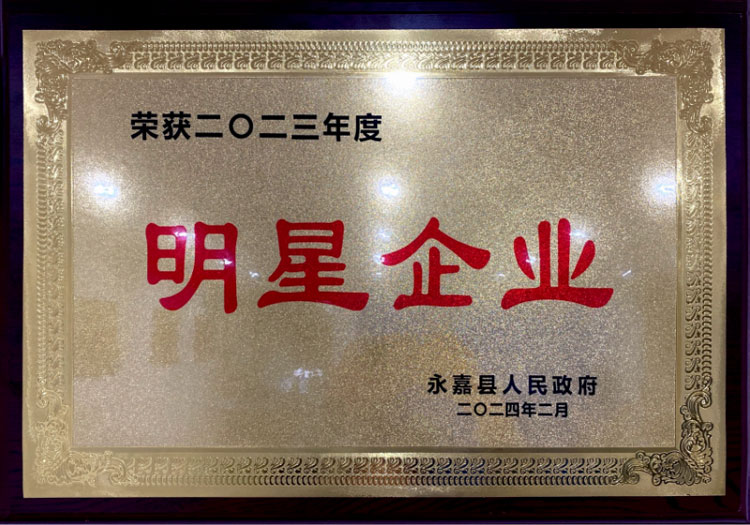 荣获二〇二三年度
明星企业
永嘉县人民政府
二〇二四年二月